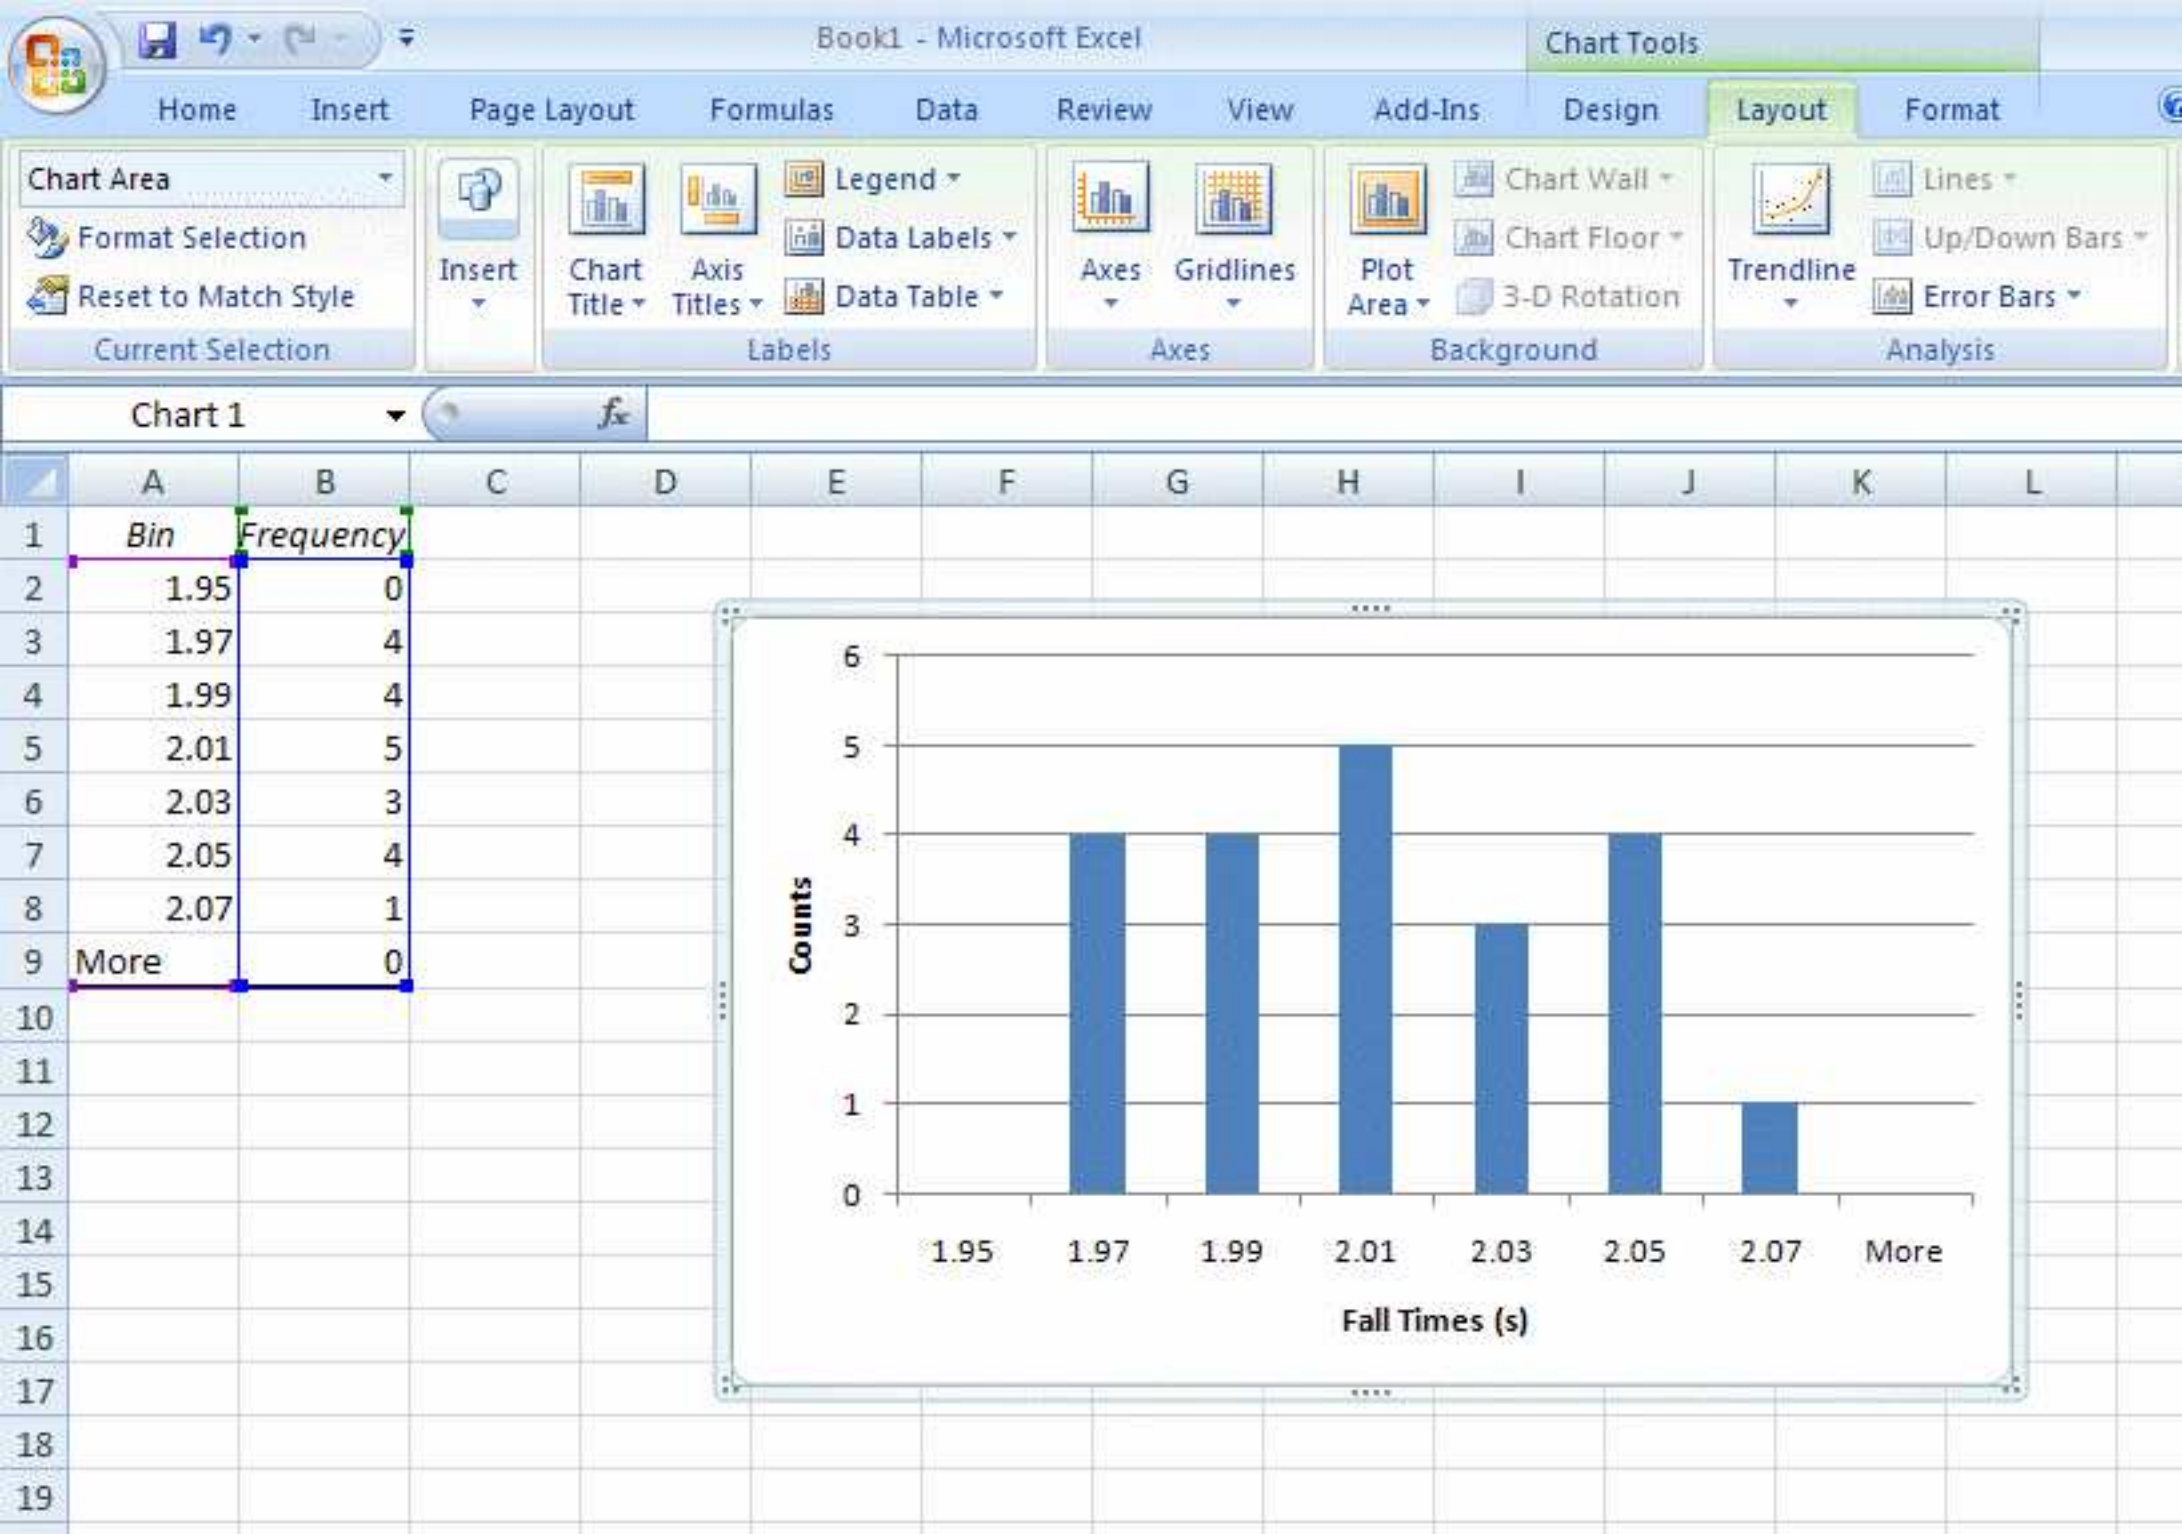 Book1 - Microsoft Excel
Chart Tools
Home Insert Page Layout Formulas Data Review View Add-Ins Design Layout Format
Chart Area
Format Selection
Reset to Match Style
Current Selection
Insert
Chart Title
Axis Titles
Legend
Data Labels
Data Table
Labels
Axes
Gridlines
Axes
Plot Area
Chart Wall
Chart Floor
3-D Rotation
Background
Trendline
Lines
Up/Down Bars
Error Bars
Analysis
Chart 1
fx
A B C D E F G H I J K L
1 Bin Frequency
2 1.95 0
3 1.97 4
4 1.99 4
5 2.01 5
6 2.03 3
7 2.05 4
8 2.07 1
9 More 0
10
11
12
13
14
15
16
17
18
19
6
5
4
3
2
1
0
Counts
1.95 1.97 1.99 2.01 2.03 2.05 2.07 More
Fall Times (s)